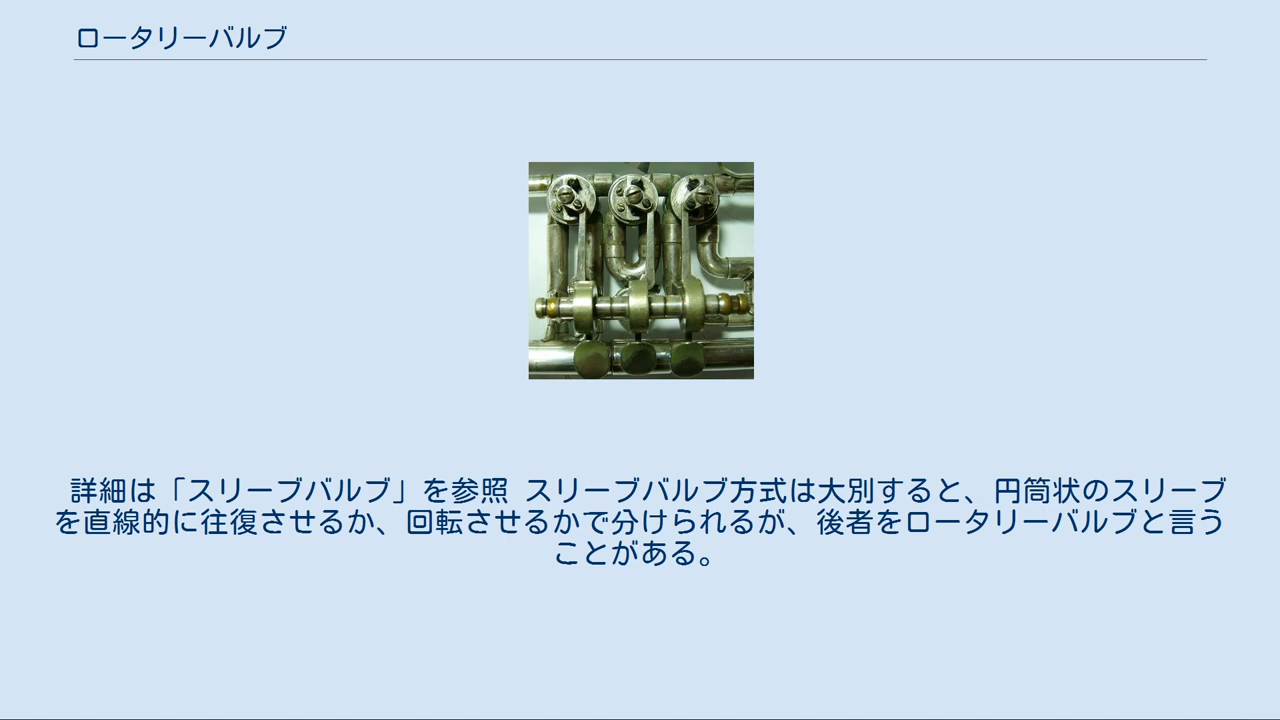 ロータリーバルブ
詳細は「スリーブバルブ」を参照 スリーブバルブ方式は大別すると、円筒状のスリーブ
を直線的に往復させるか、回転させるかで分けられるが、後者をロータリーバルブと言う
ことがある。